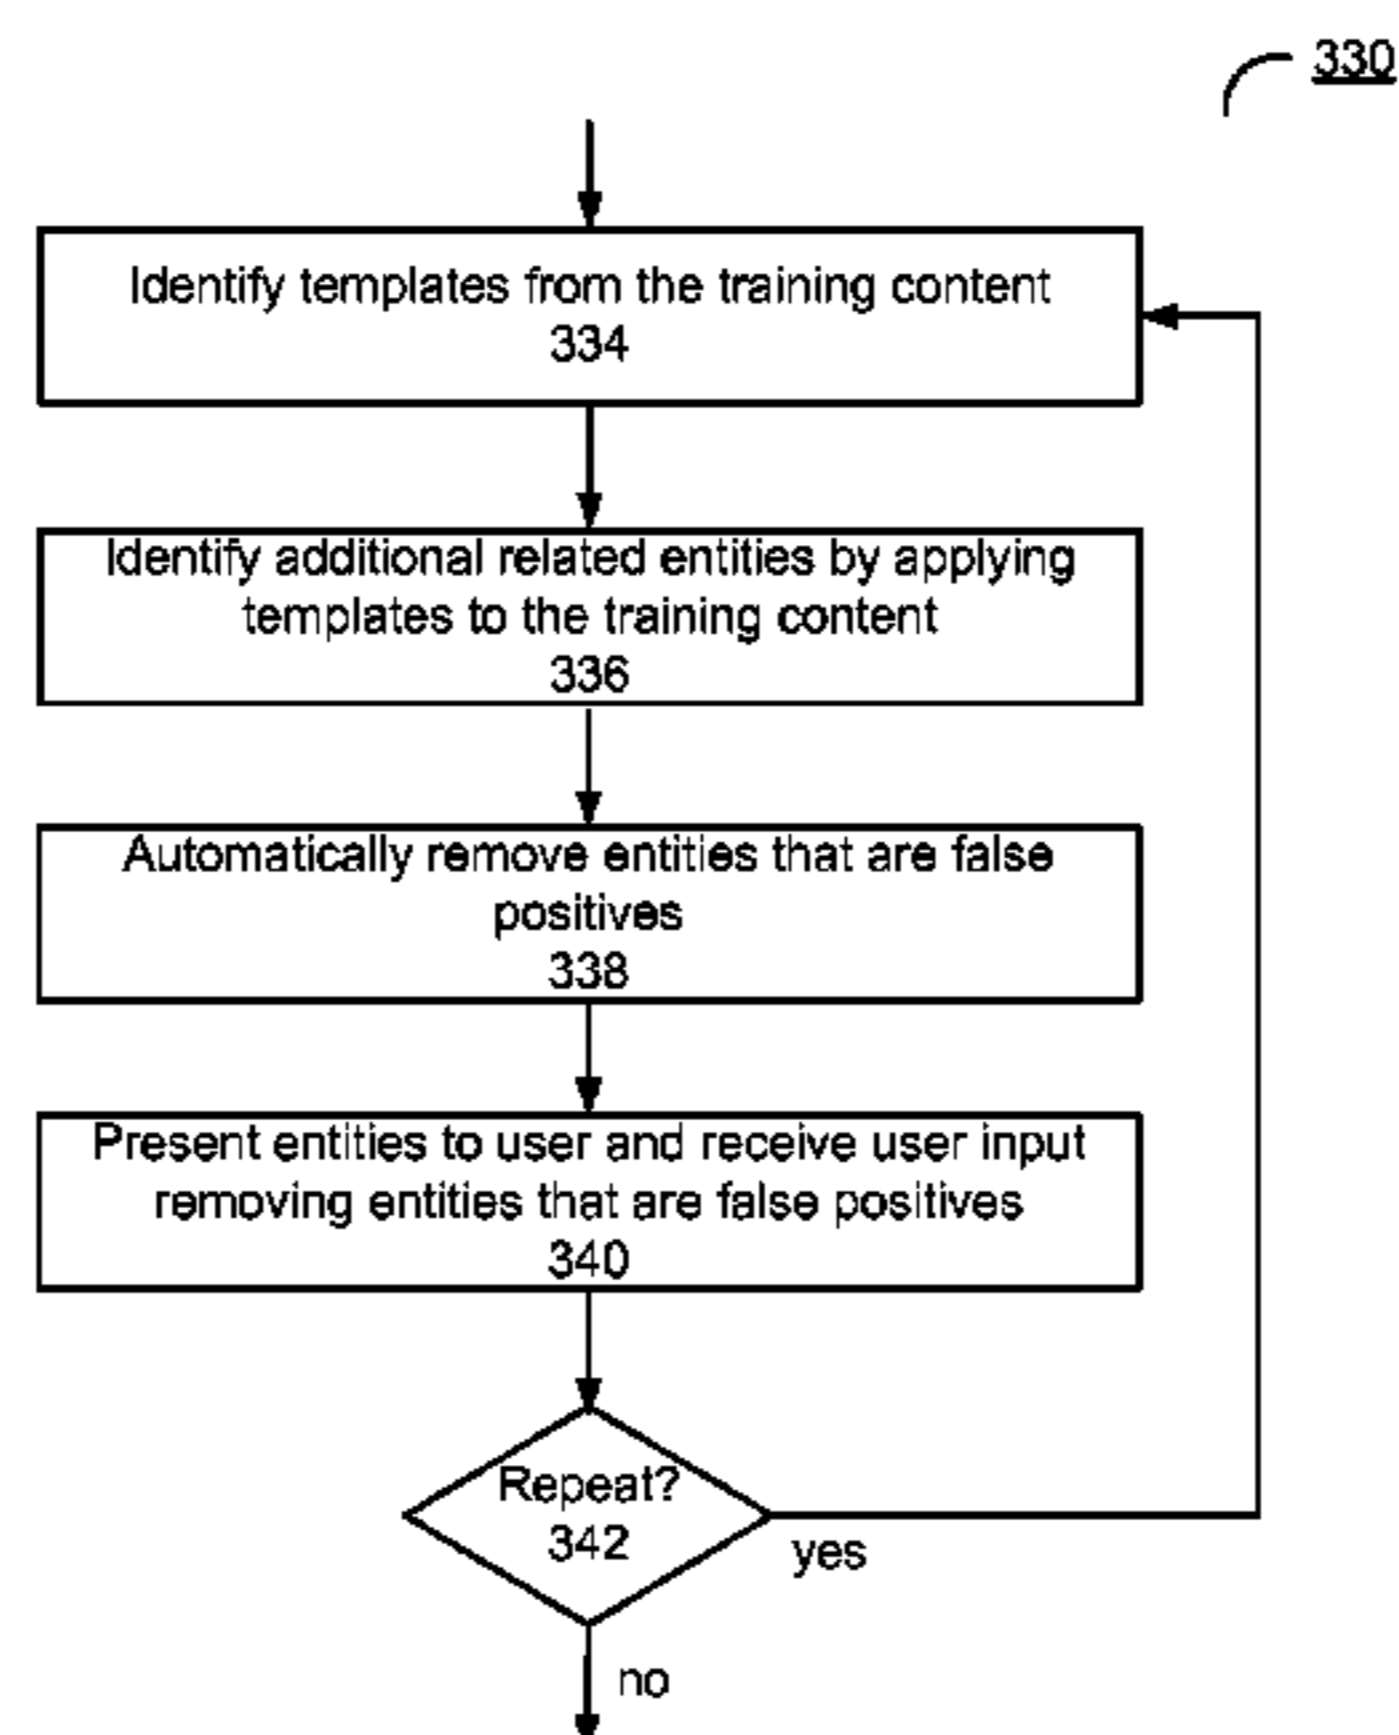 330
Identify templates from the training content
334
Identify additional related entities by applying
templates to the training content
336
Automatically remove entities that are false
positives
338
Present entities to user and receive user input
removing entities that are false positives
340
Repeat?
342
yes
no